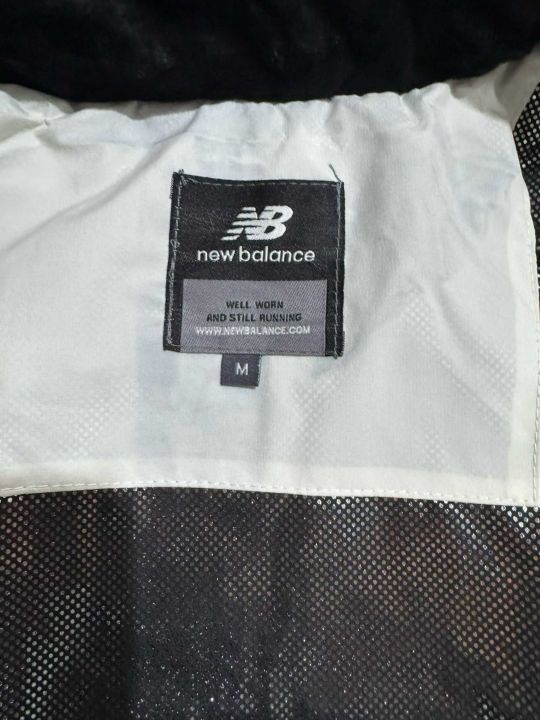 NB
new balance
WELL WORN
AND STILL RUNNING
WWW.NEWBALANCE.COM
M